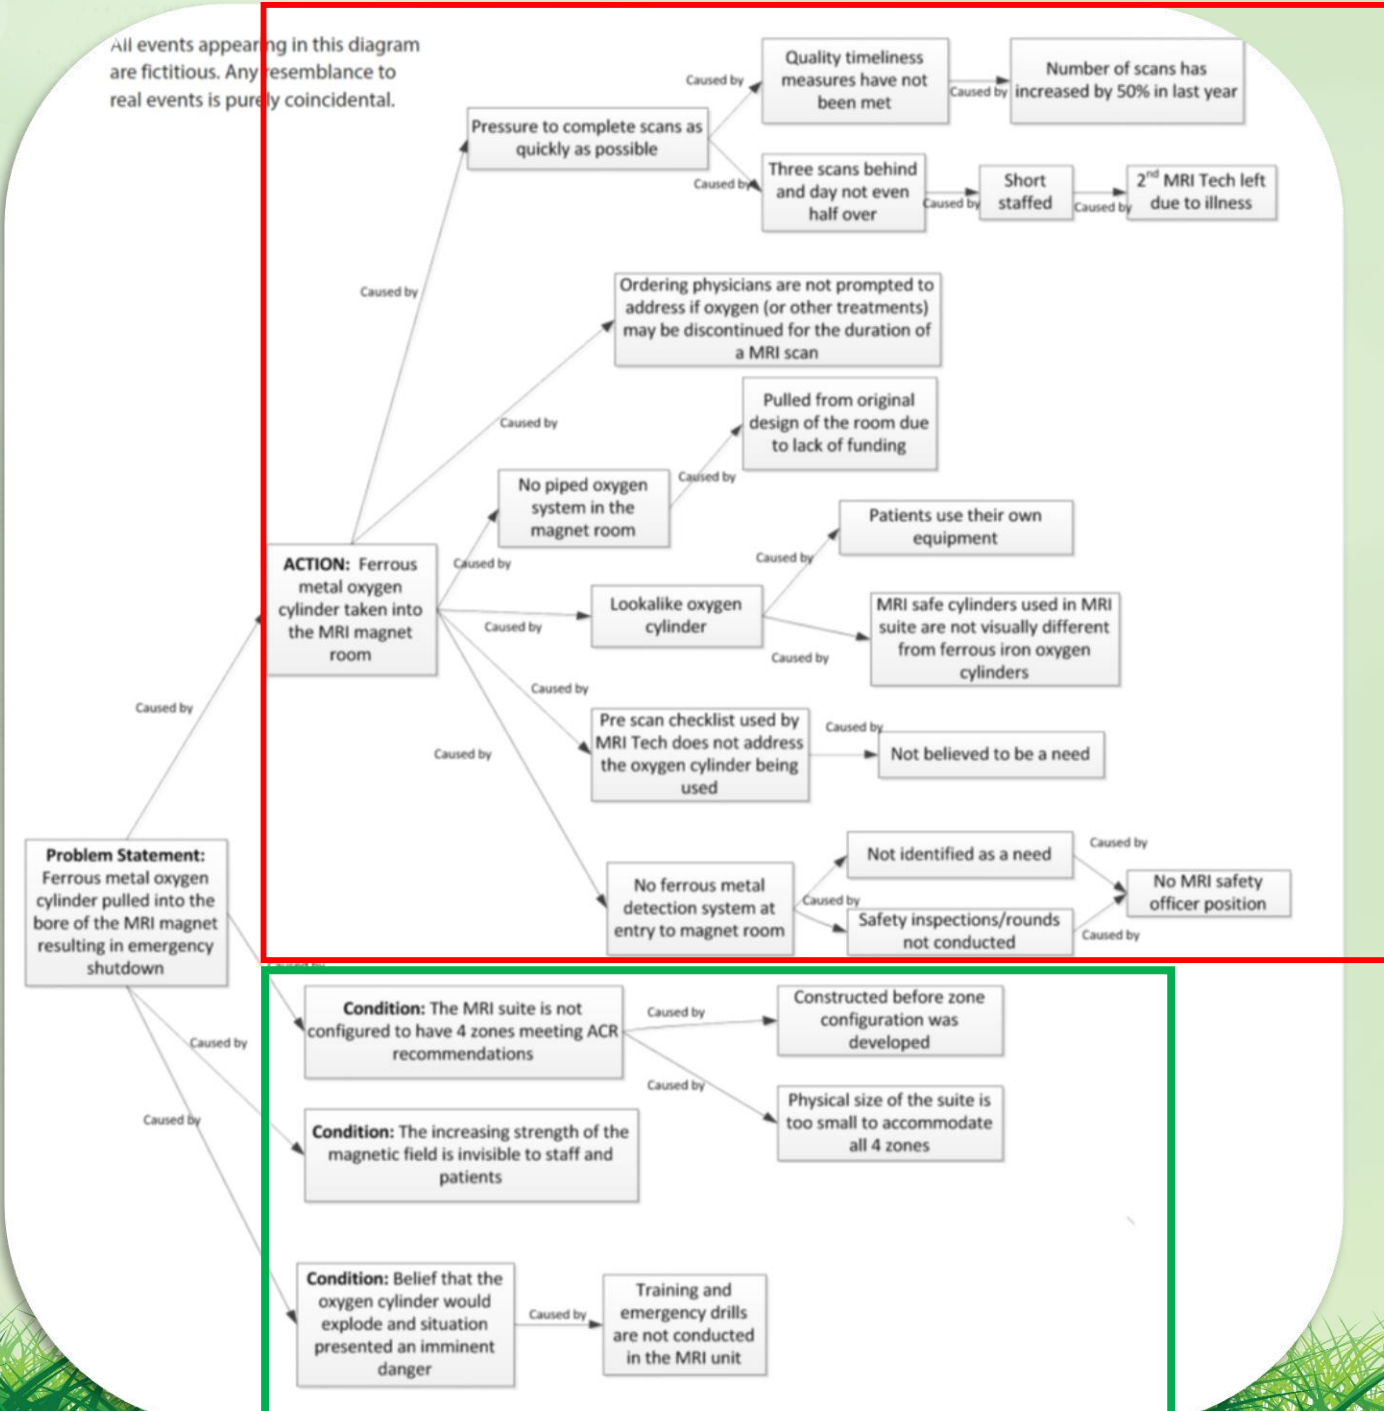 All events appearing in this diagram
are fictitious. Any resemblance to
real events is purely coincidental.
Quality timeliness
measures have not
been met
Number of scans has
increased by 50% in last year
Caused by
Caused by
Pressure to complete scans as
quickly as possible
Three scans behind
and day not even
half over
Short
staffed
2nd MRI Tech left
due to illness
Caused by
Caused by
Caused by
Caused by
Ordering physicians are not prompted to
address if oxygen (or other treatments)
may be discontinued for the duration of
a MRI scan
Caused by
Pulled from original
design of the room due
to lack of funding
No piped oxygen
system in the
magnet room
Caused by
Patients use their own
equipment
ACTION: Ferrous
metal oxygen
cylinder taken into
the MRI magnet
room
Caused by
Caused by
Lookalike oxygen
cylinder
MRI safe cylinders used in MRI
suite are not visually different
from ferrous iron oxygen
cylinders
Caused by
Caused by
Caused by
Caused by
Pre scan checklist used by
MRI Tech does not address
the oxygen cylinder being
used
Caused by
Not believed to be a need
Caused by
Problem Statement:
Ferrous metal oxygen
cylinder pulled into the
bore of the MRI magnet
resulting in emergency
shutdown
Not identified as a need
Caused by
No ferrous metal
detection system at
entry to magnet room
Caused by
Safety inspections/rounds
not conducted
No MRI safety
officer position
Caused by
Condition: The MRI suite is not
configured to have 4 zones meeting ACR
recommendations
Caused by
Constructed before zone
configuration was
developed
Caused by
Caused by
Physical size of the suite is
too small to accommodate
all 4 zones
Caused by
Condition: The increasing strength of the
magnetic field is invisible to staff and
patients
Condition: Belief that the
oxygen cylinder would
explode and situation
presented an imminent
danger
Caused by
Training and
emergency drills
are not conducted
in the MRI unit